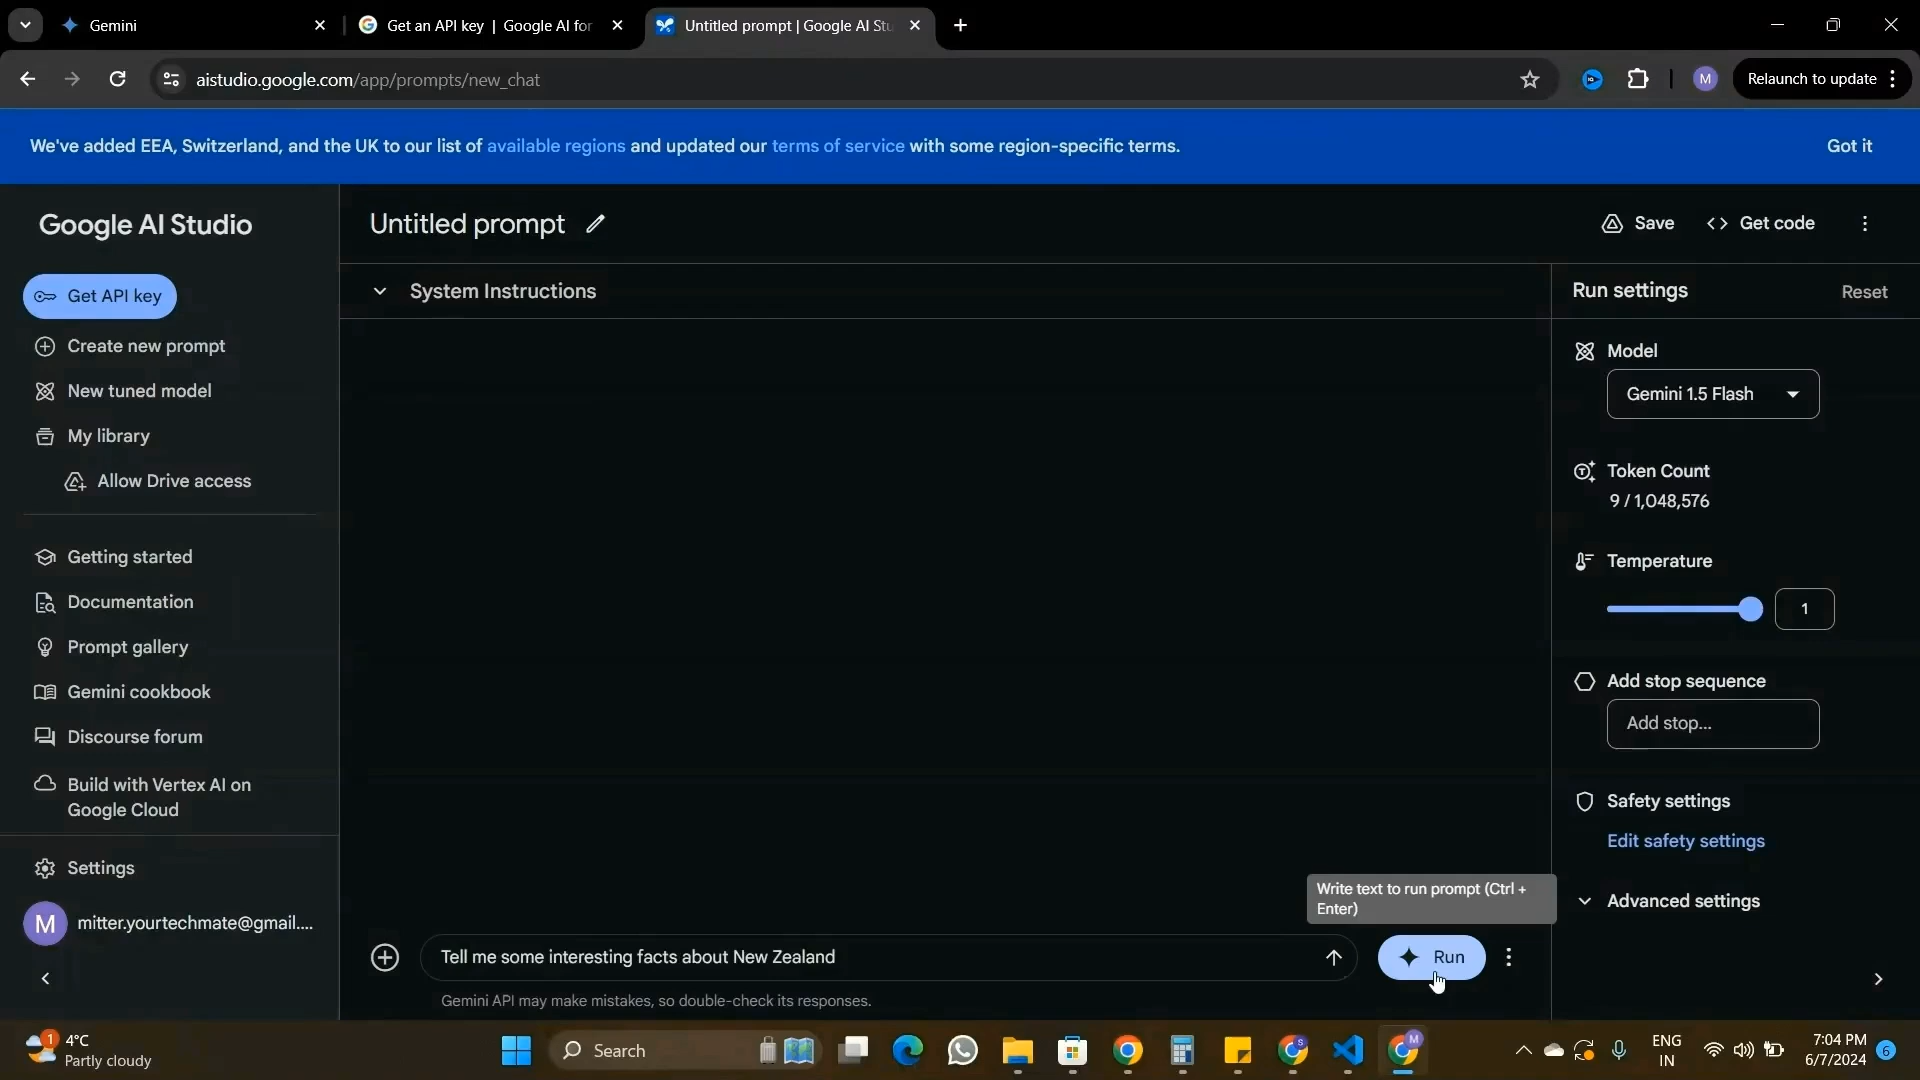 Gemini
Get an API key | Google AI for
Untitled prompt | Google AI Stu
aistudio.google.com/app/prompts/new_chat
M
Relaunch to update
We've added EEA, Switzerland, and the UK to our list of available regions and updated our terms of service with some region-specific terms.
Got it
Google AI Studio
Untitled prompt
Save
<> Get code
Get API key
System Instructions
Run settings
Reset
Create new prompt
Model
New tuned model
Gemini 1.5 Flash
My library
Allow Drive access
Token Count
9 / 1,048,576
Getting started
Temperature
1
Documentation
Prompt gallery
Add stop sequence
Gemini cookbook
Add stop...
Discourse forum
Build with Vertex AI on
Google Cloud
Safety settings
Edit safety settings
Settings
Write text to run prompt (Ctrl +
Enter)
Advanced settings
M
mitter.yourtechmate@gmail....
Tell me some interesting facts about New Zealand
Run
Gemini API may make mistakes, so double-check its responses.
1
4°C
Partly cloudy
Search
S
M
ENG
IN
7:04 PM
6/7/2024
6